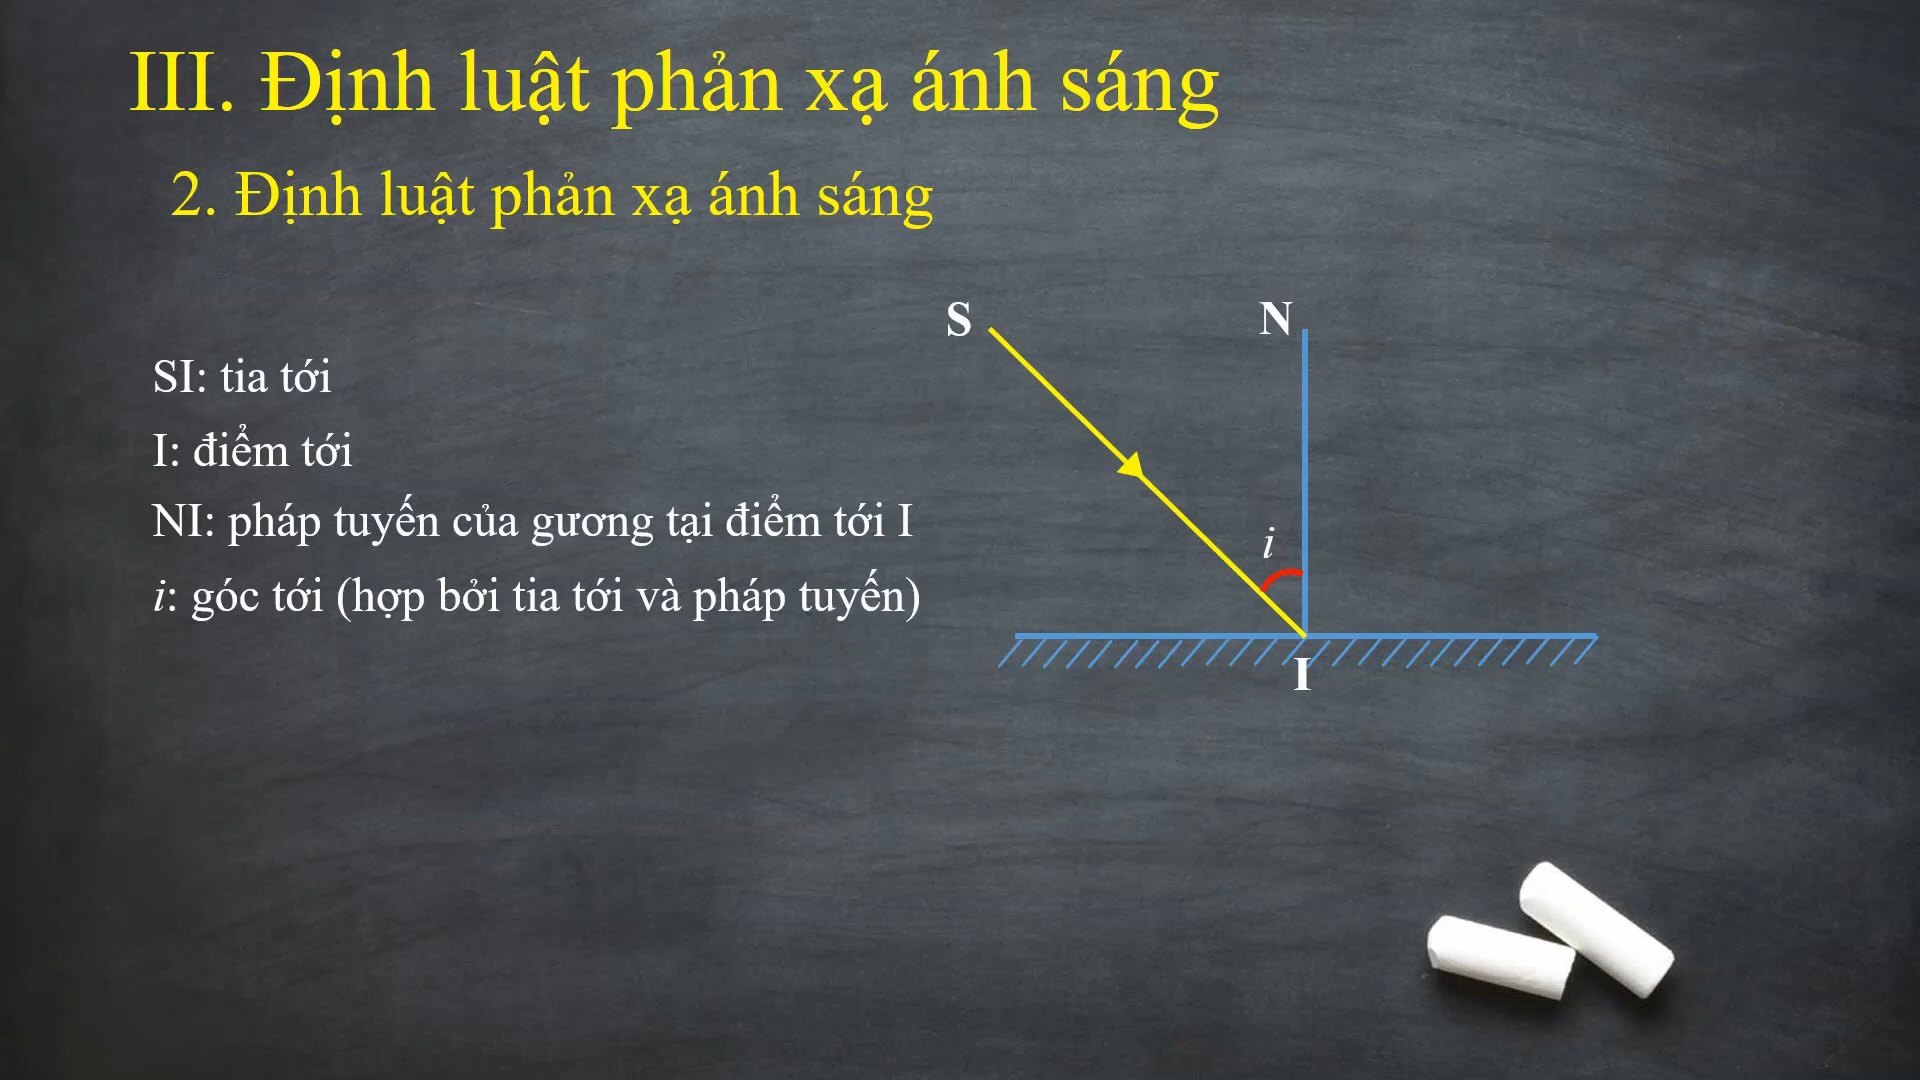 III. Định luật phản xạ ánh sáng
2. Định luật phản xạ ánh sáng
SI: tia tới
I: điểm tới
NI: pháp tuyến của gương tại điểm tới I
i: góc tới (hợp bởi tia tới và pháp tuyến)
S
N
i
I